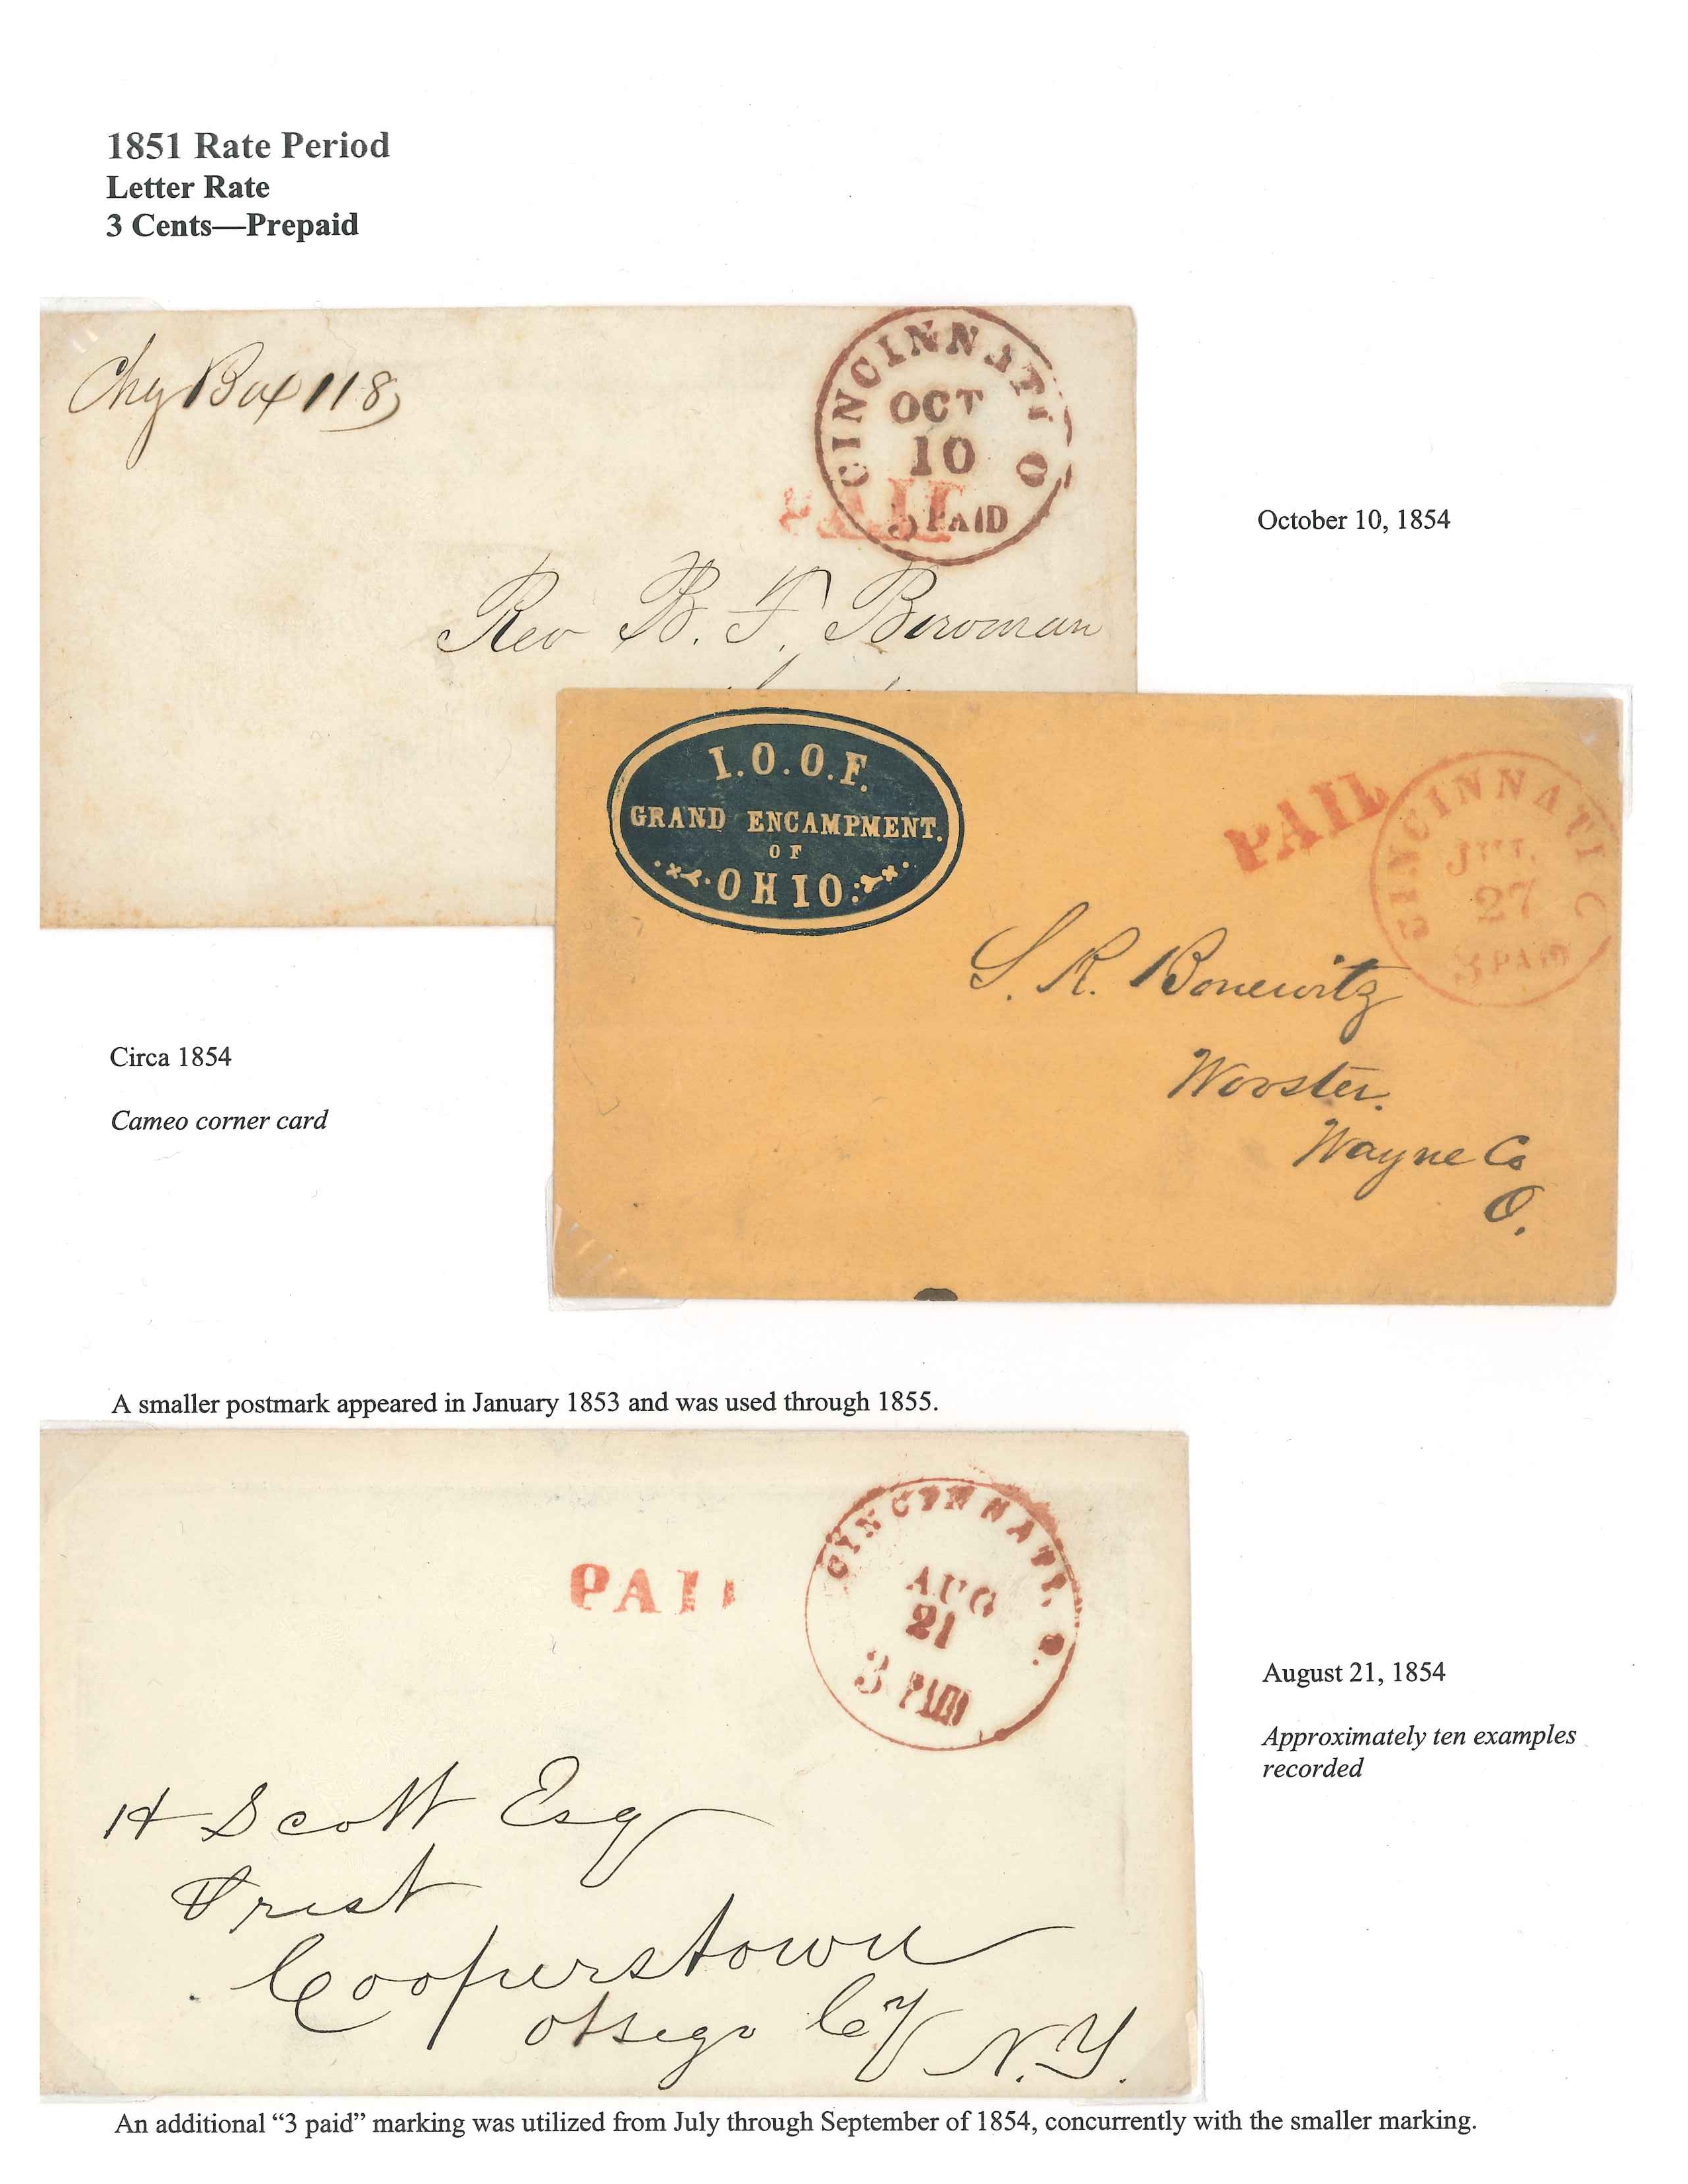 1851 Rate Period
Letter Rate
3 Cents—Prepaid
Chg Box 118
CINCINNATI O
OCT
10
3 PAID
PAID
October 10, 1854
Rev B. F. Bowman
I.O.O.F.
GRAND ENCAMPMENT.
OF
OHIO
PAID
CINCINNATI O
JUL
27
3 PAID
S. R. Bonewitz
Wooster.
Wayne Co
O.
Circa 1854
Cameo corner card
A smaller postmark appeared in January 1853 and was used through 1855.
PAID
CINCINNATI. O.
AUG
21
3 PAID
August 21, 1854
Approximately ten examples
recorded
H Scott Esq
Prest
Cooperstown
Otsego Cy N.Y.
An additional “3 paid” marking was utilized from July through September of 1854, concurrently with the smaller marking.